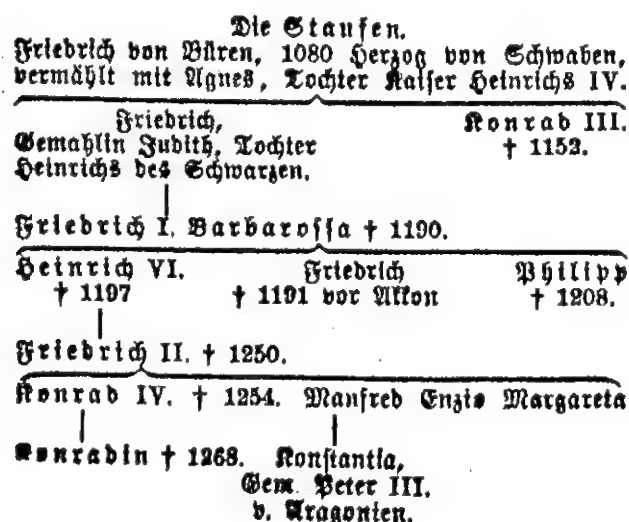 Die Staufen.
Friedrich von Büren, 1080 Herzog von Schwaben,
vermählt mit Agnes, Tochter Kaiser Heinrichs IV.
Friedrich, Konrad III.
Gemahlin Judith, Tochter † 1152.
Heinrichs des Schwarzen.
Friedrich I. Barbarossa † 1190.
Heinrich VI. Friedrich Philipp
† 1197 † 1191 vor Akkon † 1208.
Friedrich II. † 1250.
Konrad IV. † 1254. Manfred Enzio Margareta
Konradin † 1268. Konstantia,
Gem. Peter III.
v. Aragonien.